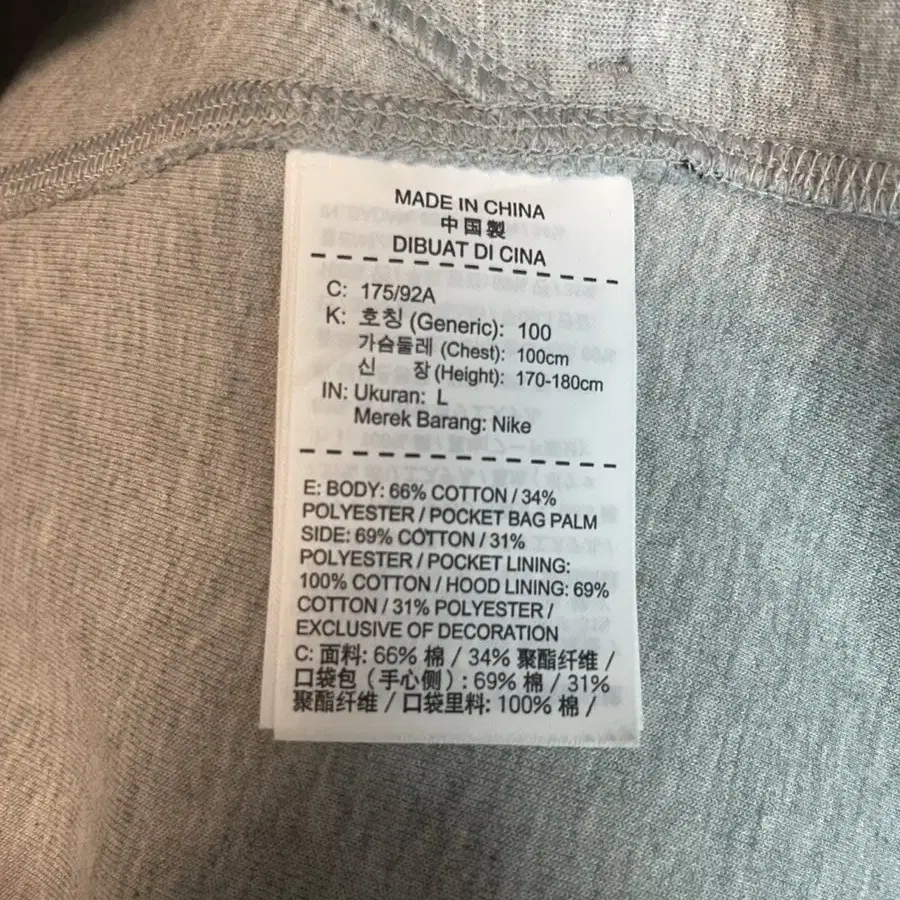 MADE IN CHINA
中国製
DIBUAT DI CINA
C: 175/92A
K: 호칭 (Generic): 100
가슴둘레 (Chest): 100cm
신 장 (Height): 170-180cm
IN: Ukuran: L
Merek Barang: Nike
E: BODY: 66% COTTON / 34%
POLYESTER / POCKET BAG PALM
SIDE: 69% COTTON / 31%
POLYESTER / POCKET LINING:
100% COTTON / HOOD LINING: 69%
COTTON / 31% POLYESTER /
EXCLUSIVE OF DECORATION
C: 面料: 66% 棉 / 34% 聚酯纤维 /
口袋包（手心侧）: 69% 棉 / 31%
聚酯纤维 / 口袋里料: 100% 棉 /